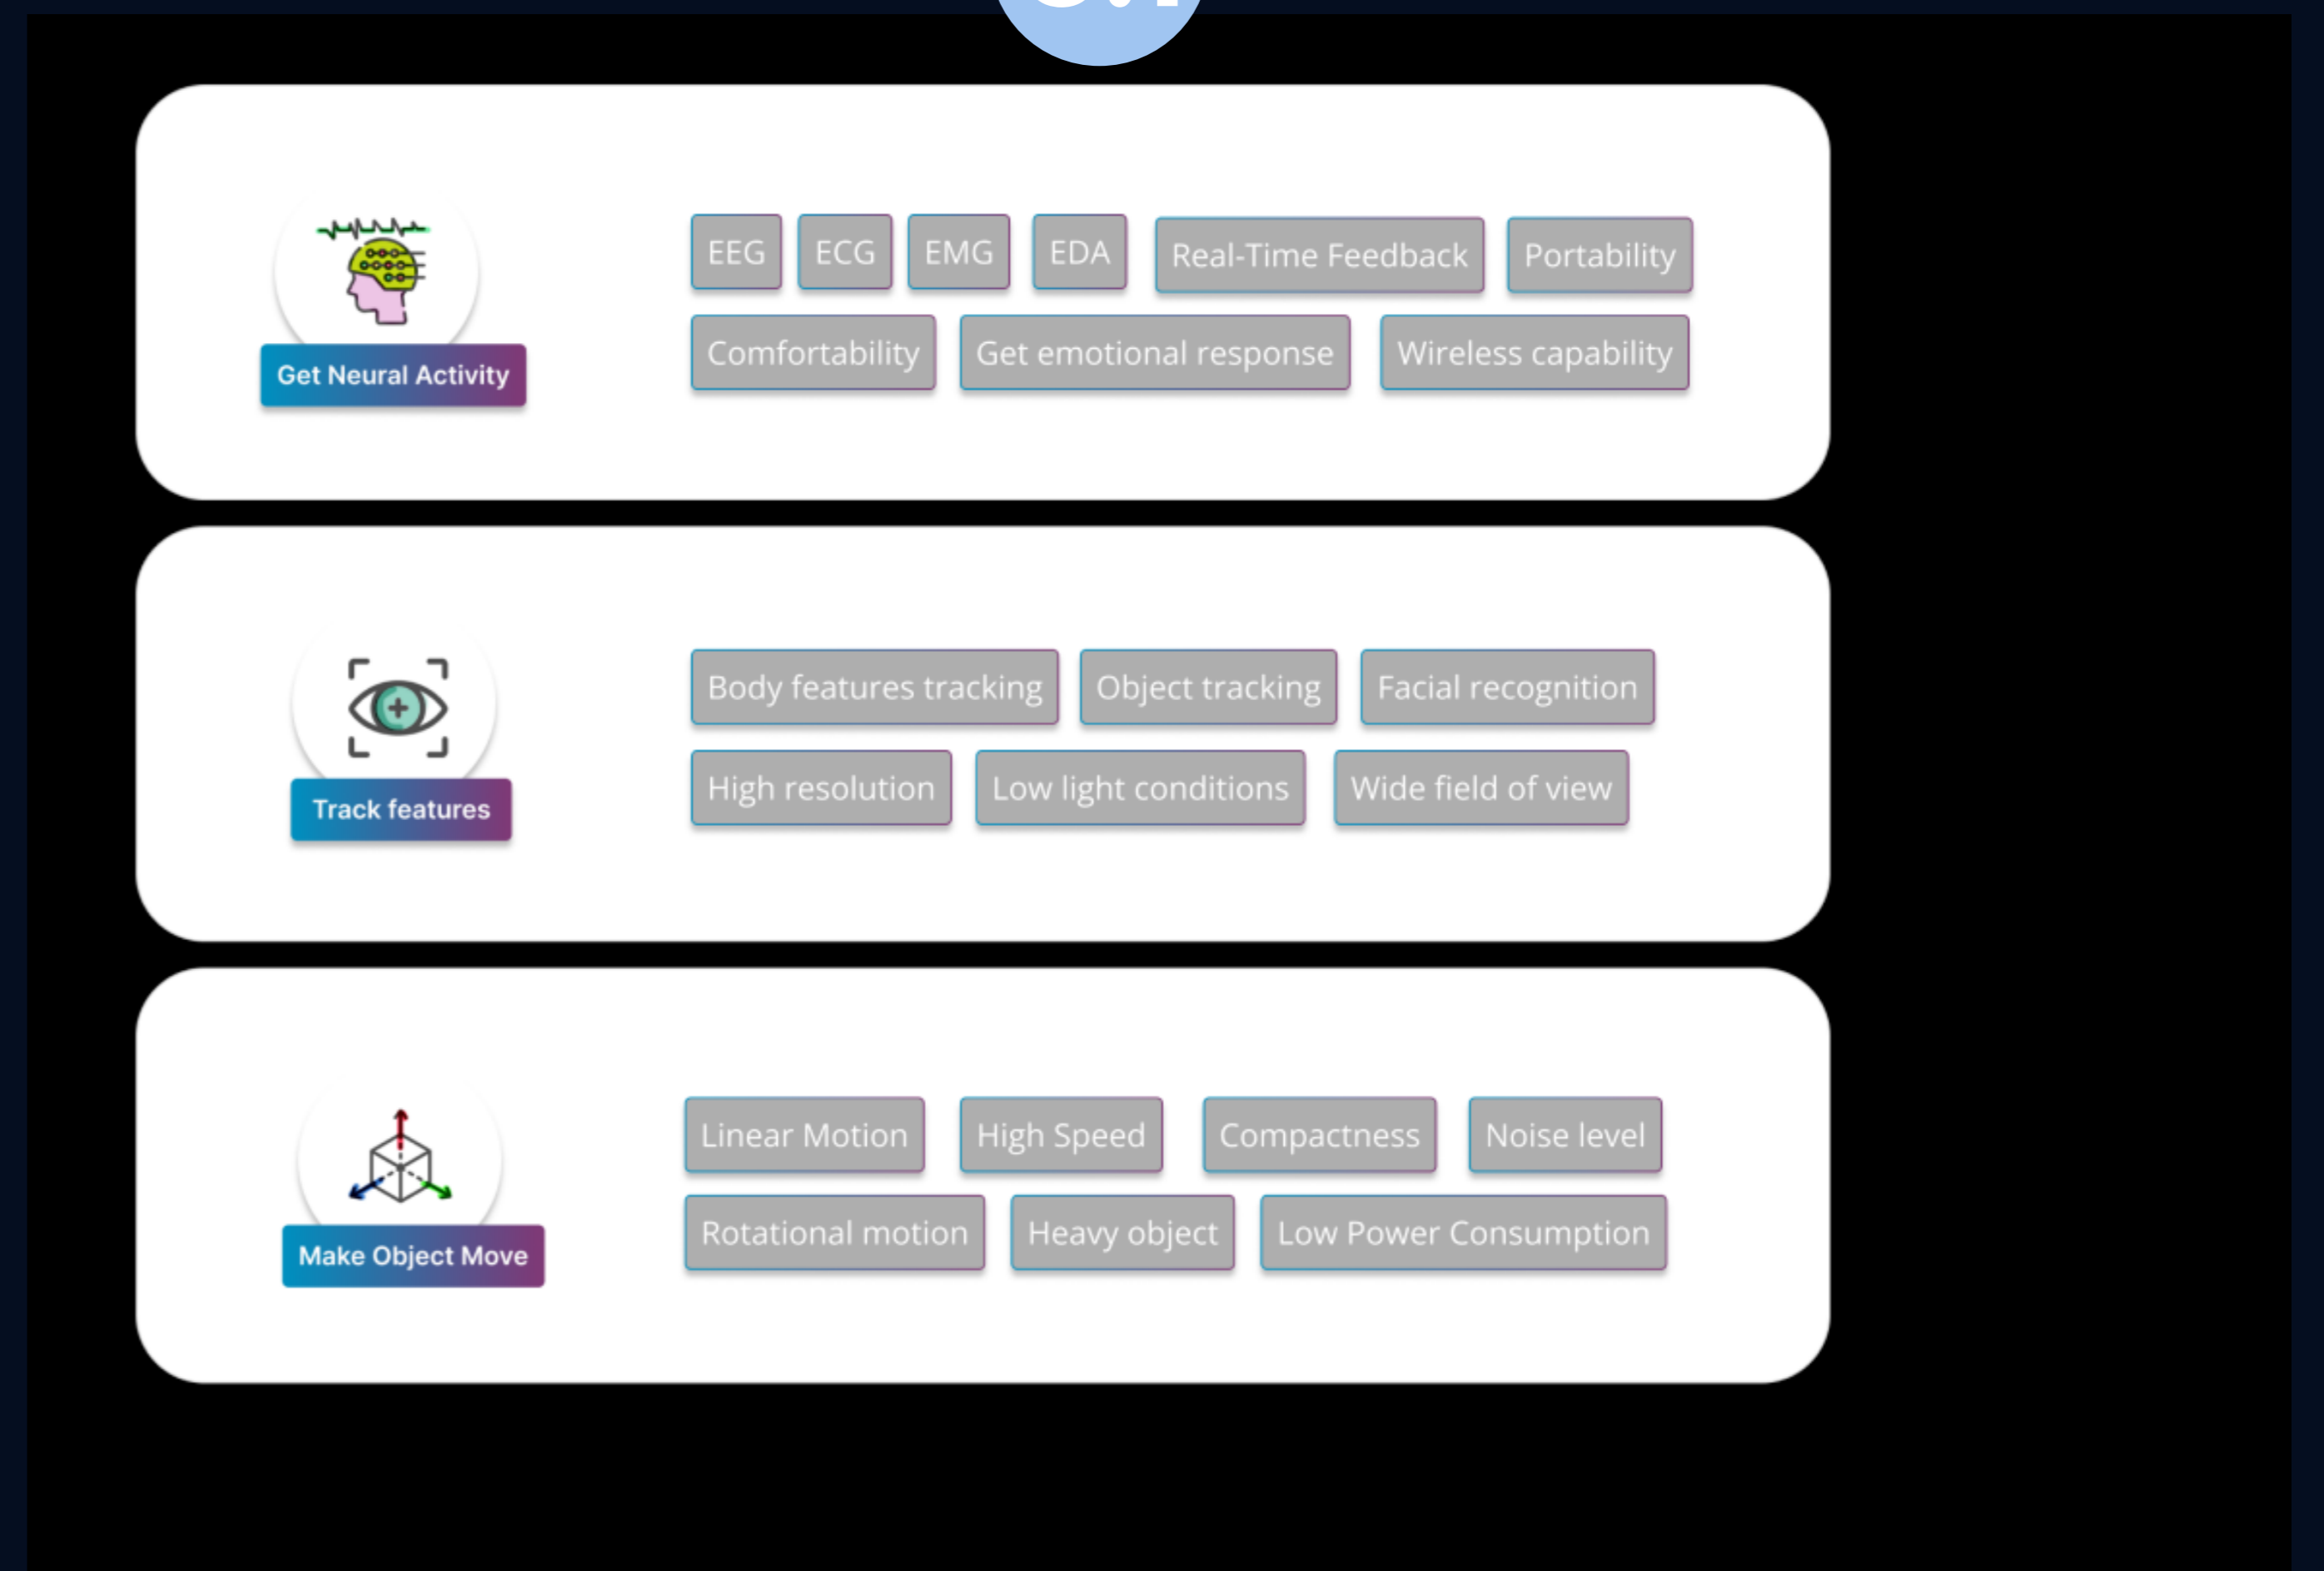 EEG ECG EMG EDA Real-Time Feedback Portability
Comfortability Get emotional response Wireless capability
Get Neural Activity
Body features tracking Object tracking Facial recognition
High resolution Low light conditions Wide field of view
Track features
Linear Motion High Speed Compactness Noise level
Rotational motion Heavy object Low Power Consumption
Make Object Move